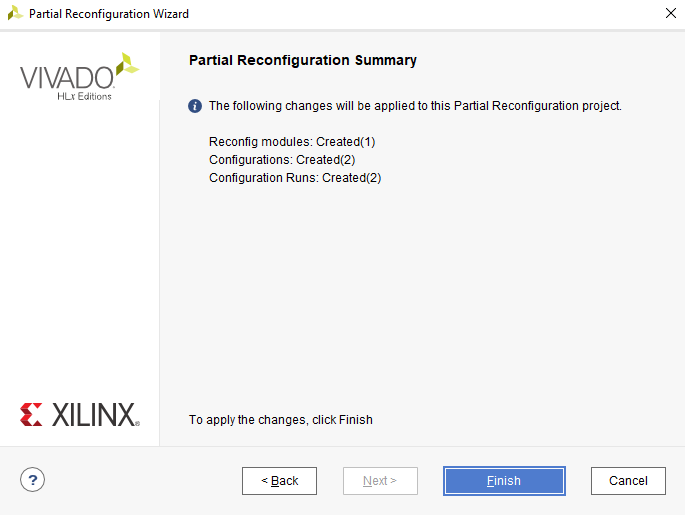 Partial Reconfiguration Wizard
VIVADO
HLx Editions
Partial Reconfiguration Summary
The following changes will be applied to this Partial Reconfiguration project.
Reconfig modules: Created(1)
Configurations: Created(2)
Configuration Runs: Created(2)
XILINX
To apply the changes, click Finish
?
< Back
Next >
Finish
Cancel